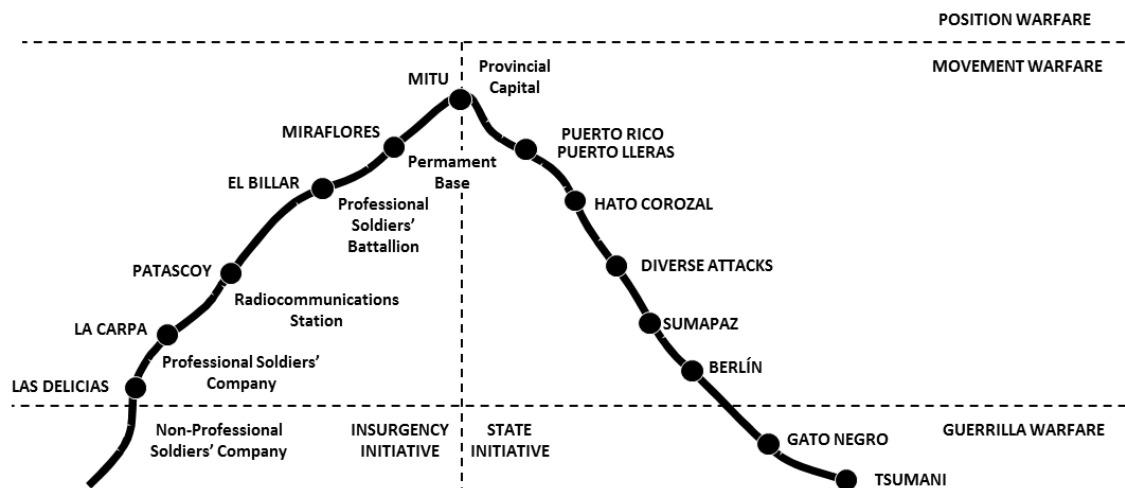 POSITION WARFARE
MOVEMENT WARFARE
MITU
Provincial
Capital
MIRAFLORES
Permament
Base
PUERTO RICO
PUERTO LLERAS
EL BILLAR
Professional
Soldiers'
Battallion
HATO COROZAL
PATASCOY
Radiocommunications
Station
DIVERSE ATTACKS
LA CARPA
Professional Soldiers'
Company
SUMAPAZ
LAS DELICIAS
BERLÍN
Non-Professional
Soldiers' Company
INSURGENCY
INITIATIVE
STATE
INITIATIVE
GUERRILLA WARFARE
GATO NEGRO
TSUMANI